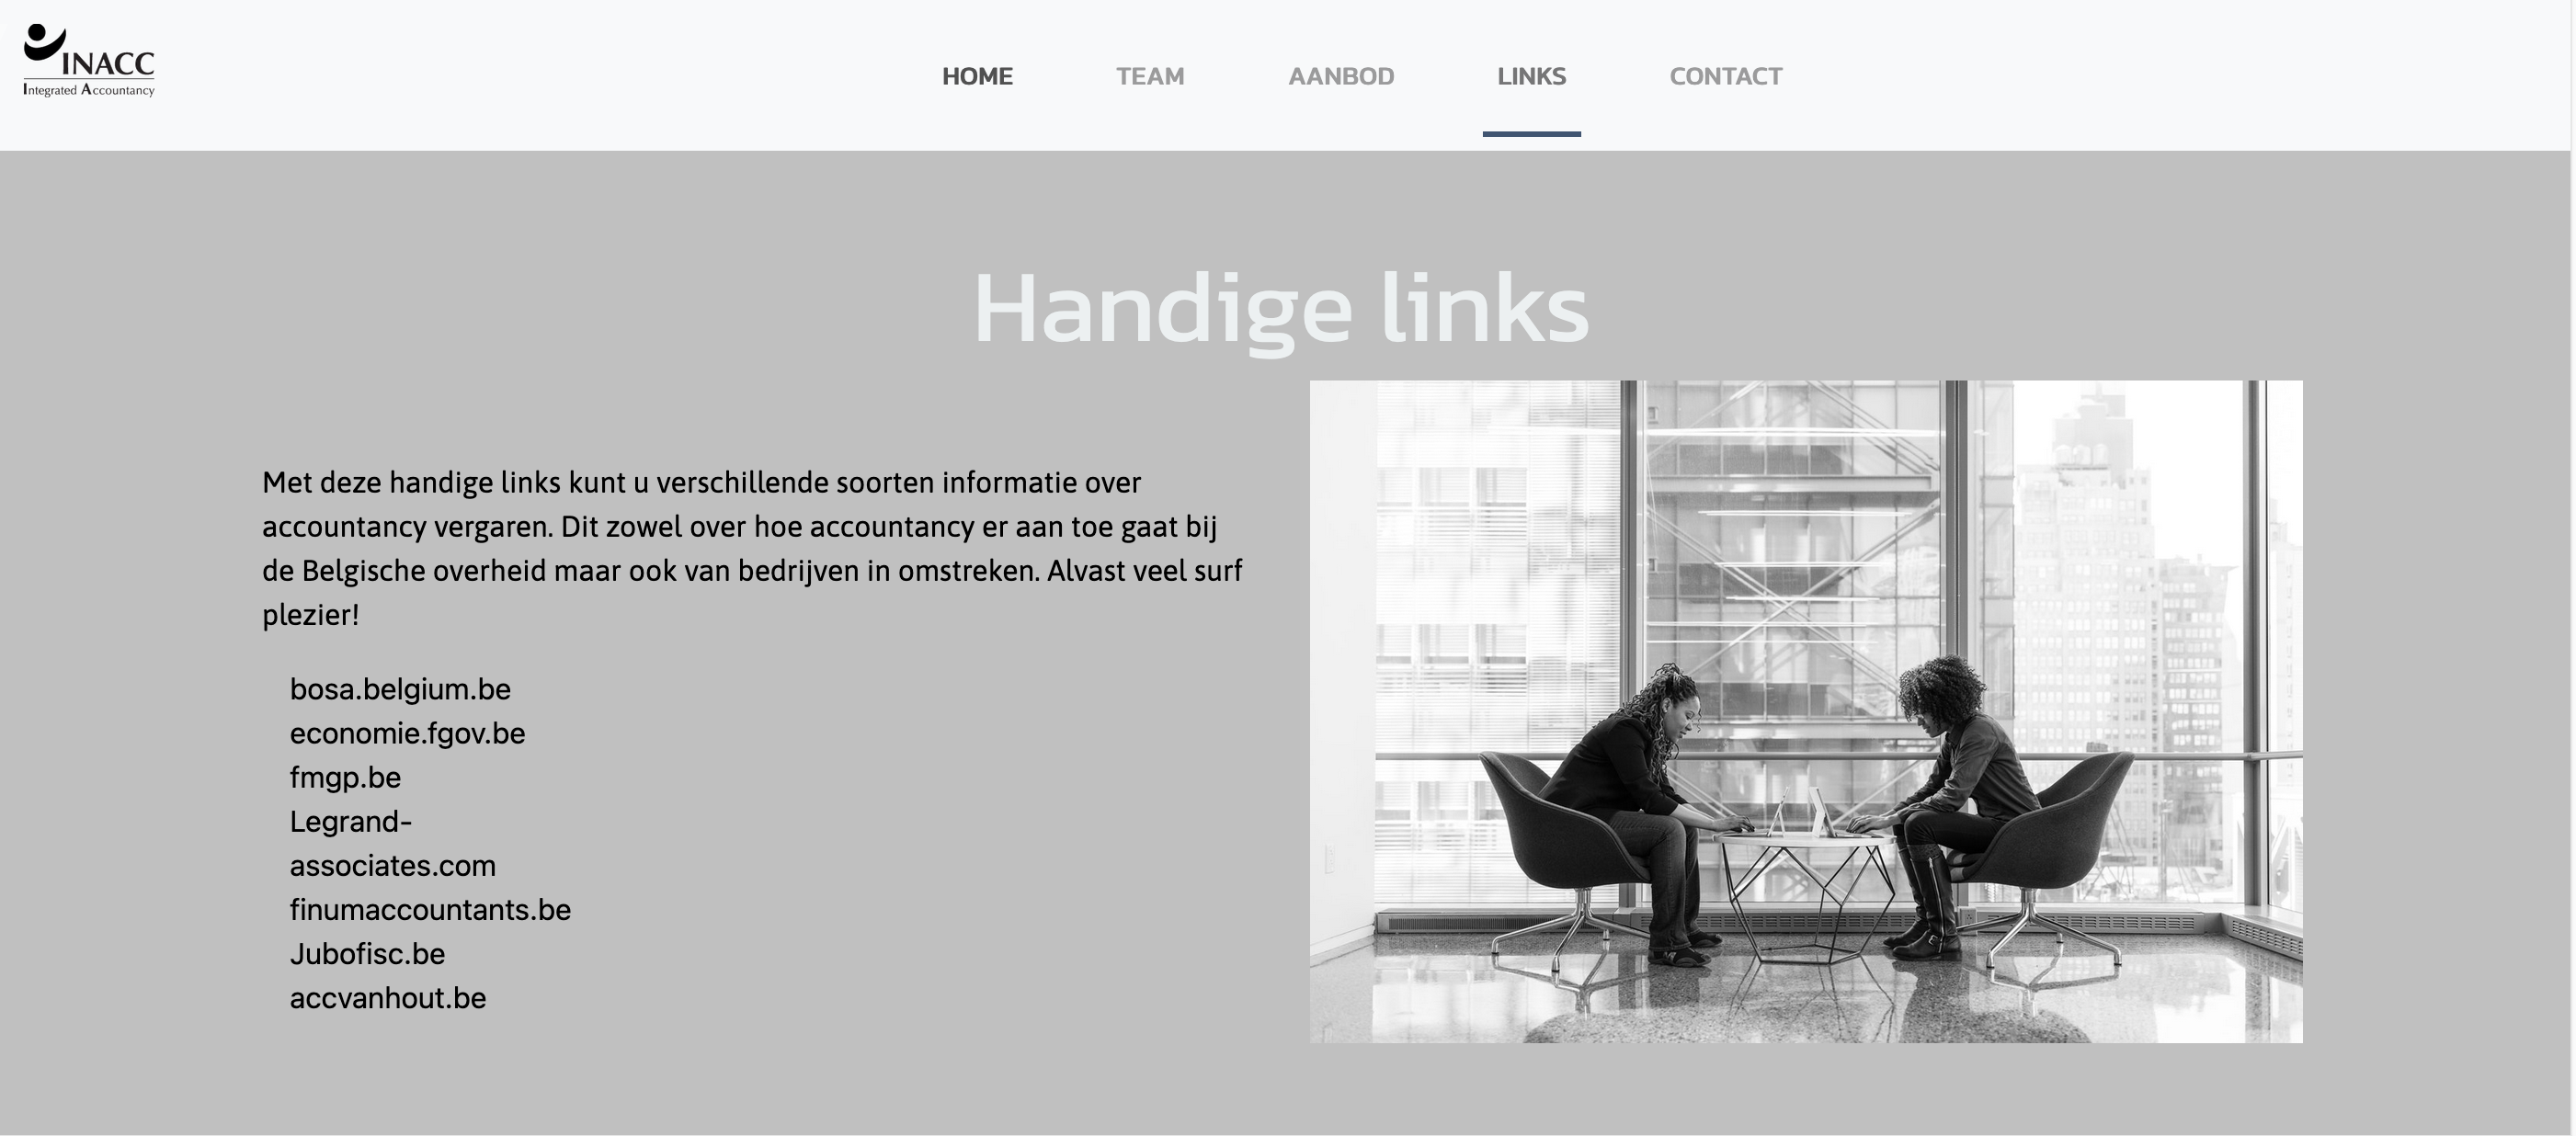 INACC
Integrated Accountancy
HOME TEAM AANBOD LINKS CONTACT
Handige links
Met deze handige links kunt u verschillende soorten informatie over
accountancy vergaren. Dit zowel over hoe accountancy er aan toe gaat bij
de Belgische overheid maar ook van bedrijven in omstreken. Alvast veel surf
plezier!
bosa.belgium.be
economie.fgov.be
fmgp.be
Legrand-
associates.com
finumaccountants.be
Jubofisc.be
accvanhout.be